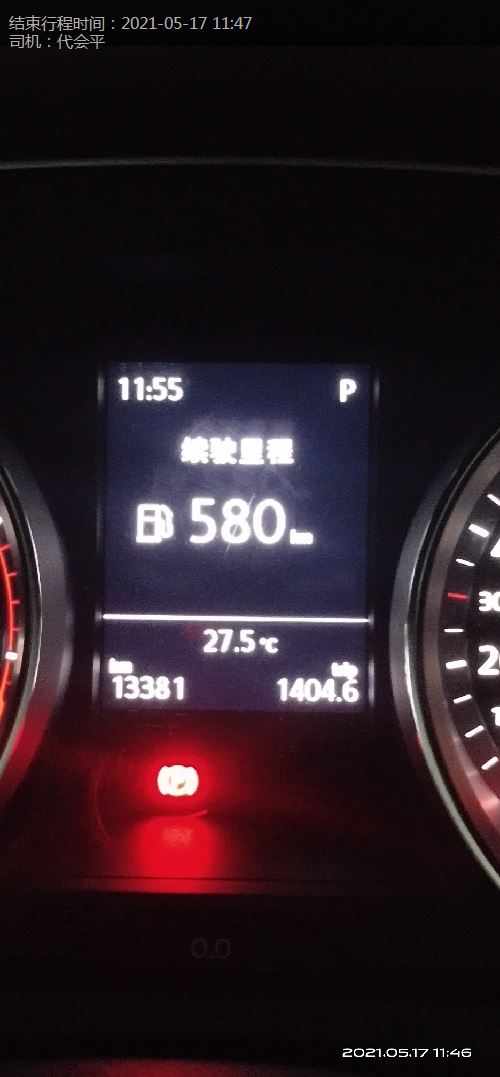 结束行程时间：2021-05-17 11:47
司机：代会平
11:55 P
续驶里程
580 km
27.5 ℃
km trip
13381 1404.6
(P)
30
20
0.0
2021.05.17 11:46